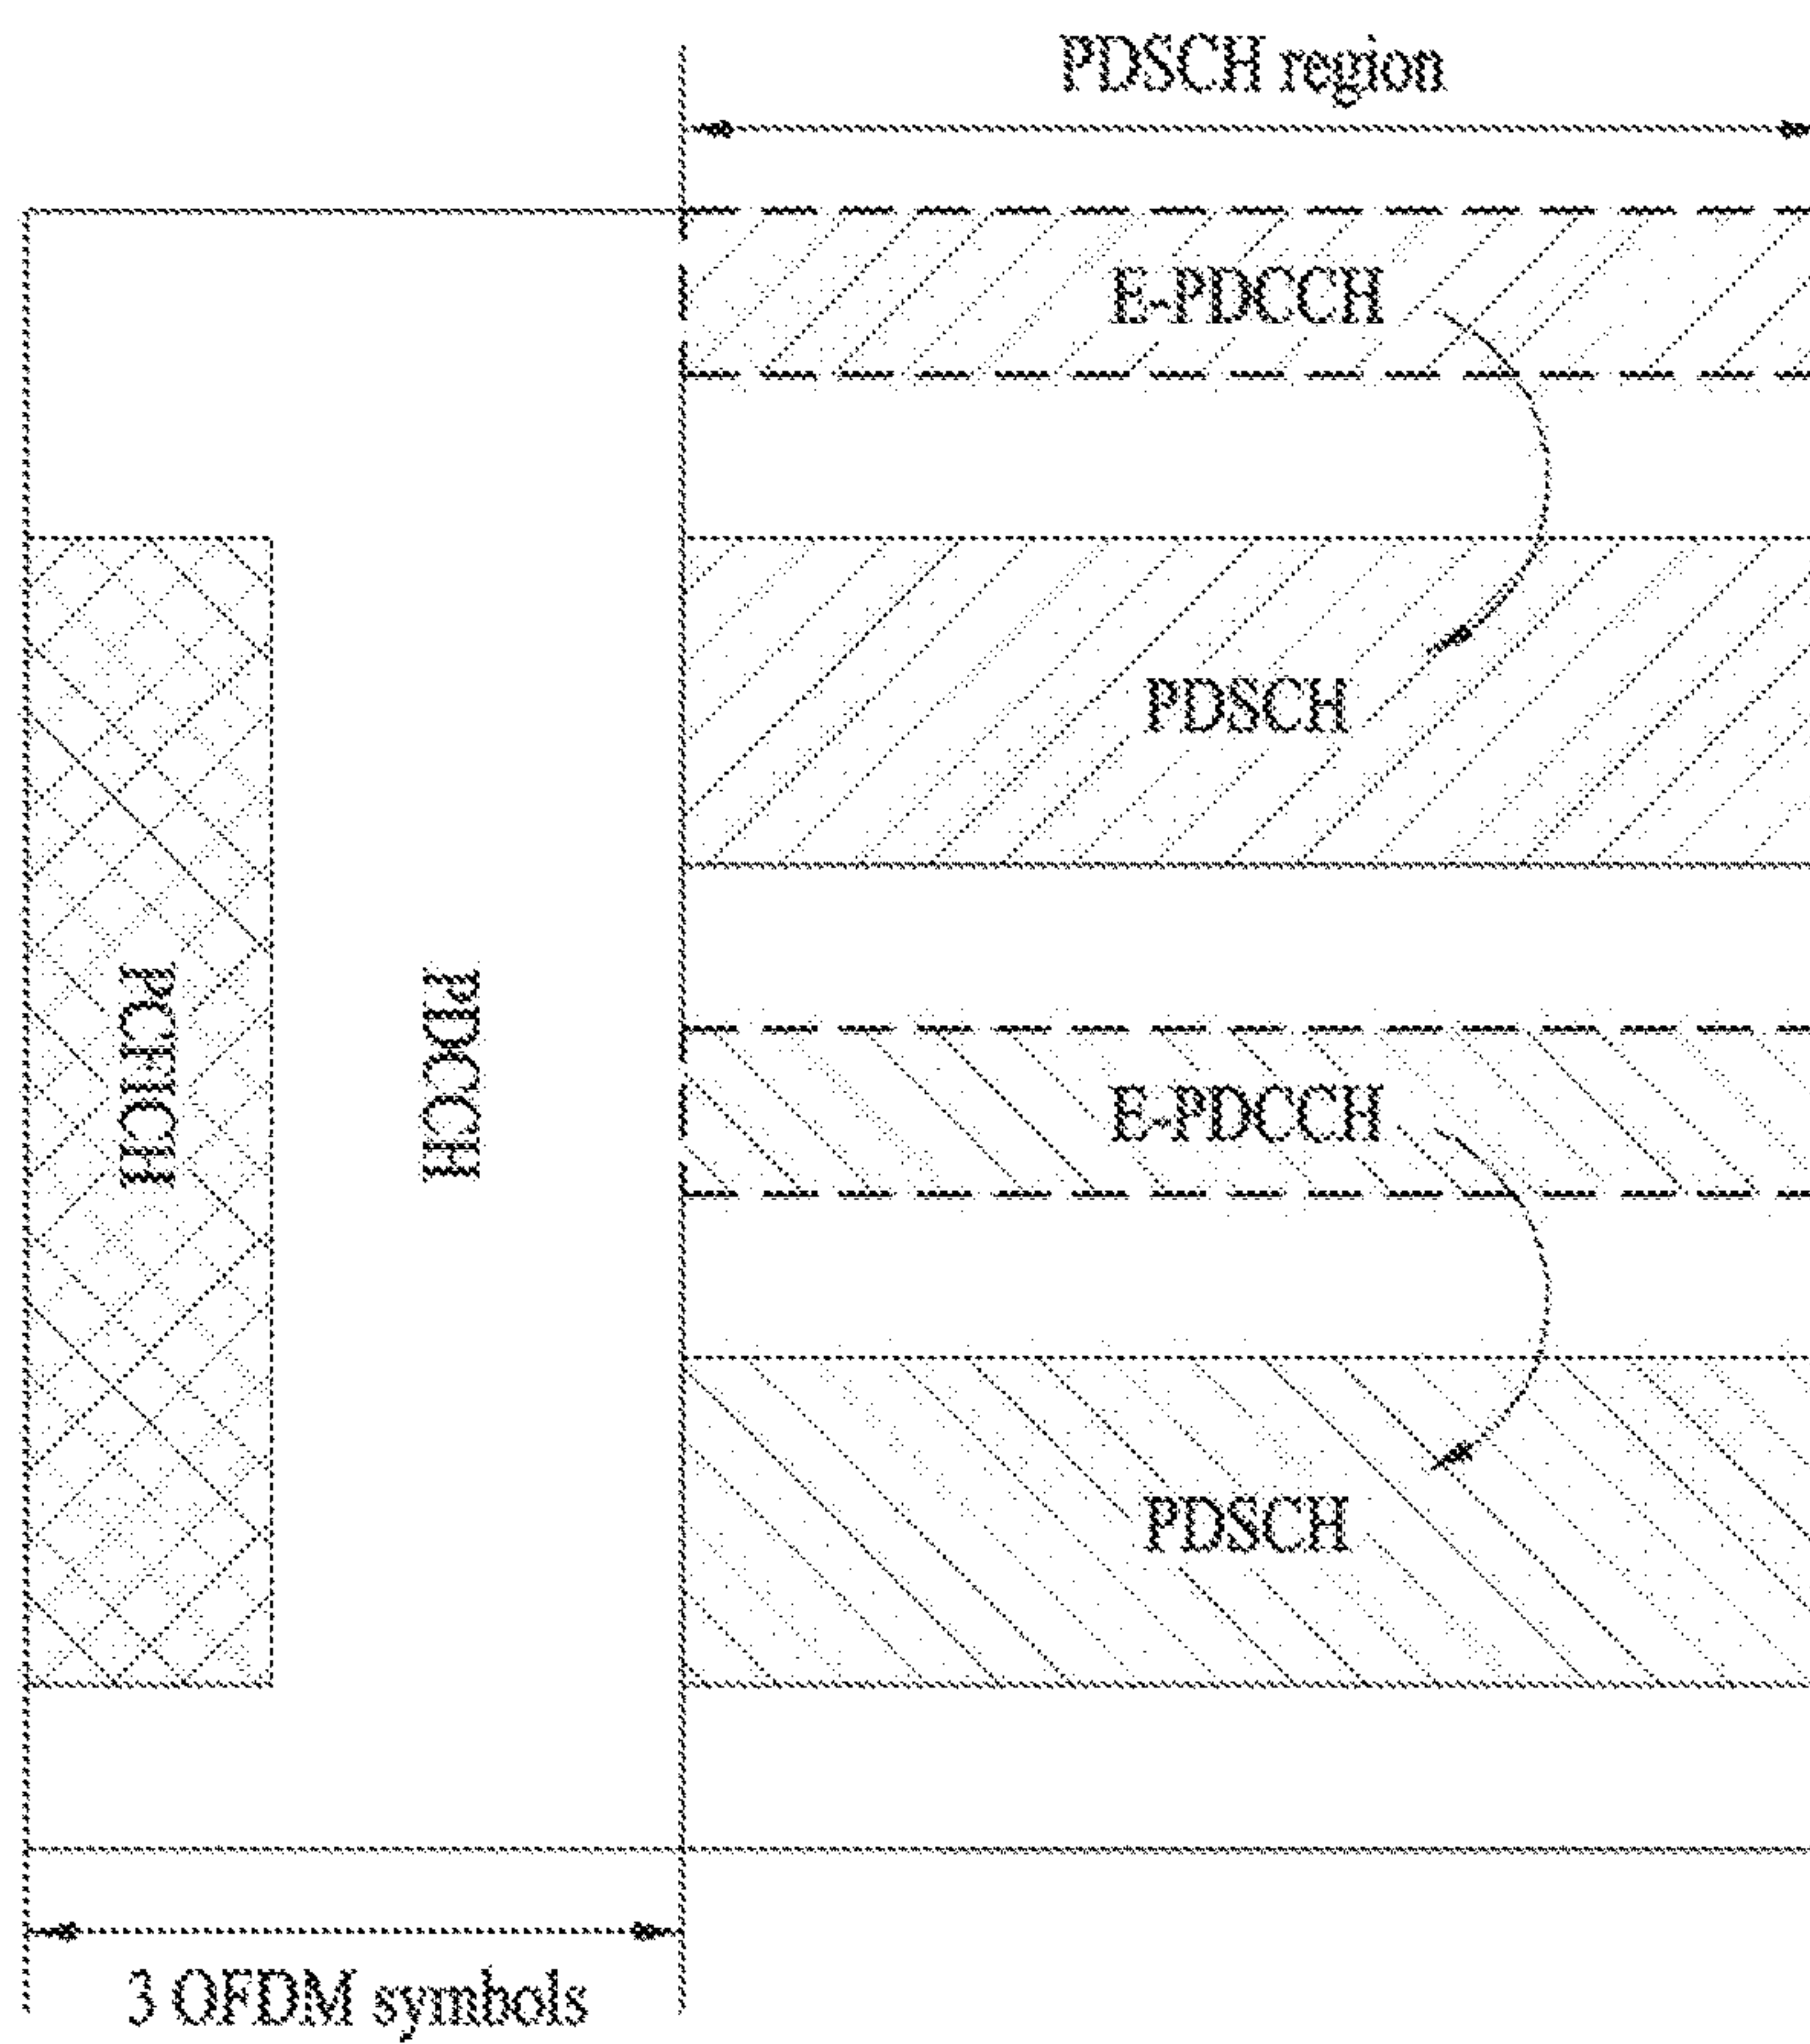 PDSCH region
E-PDCCH
PDSCH
PCFICH
PDCCH
E-PDCCH
PDSCH
3 OFDM symbols